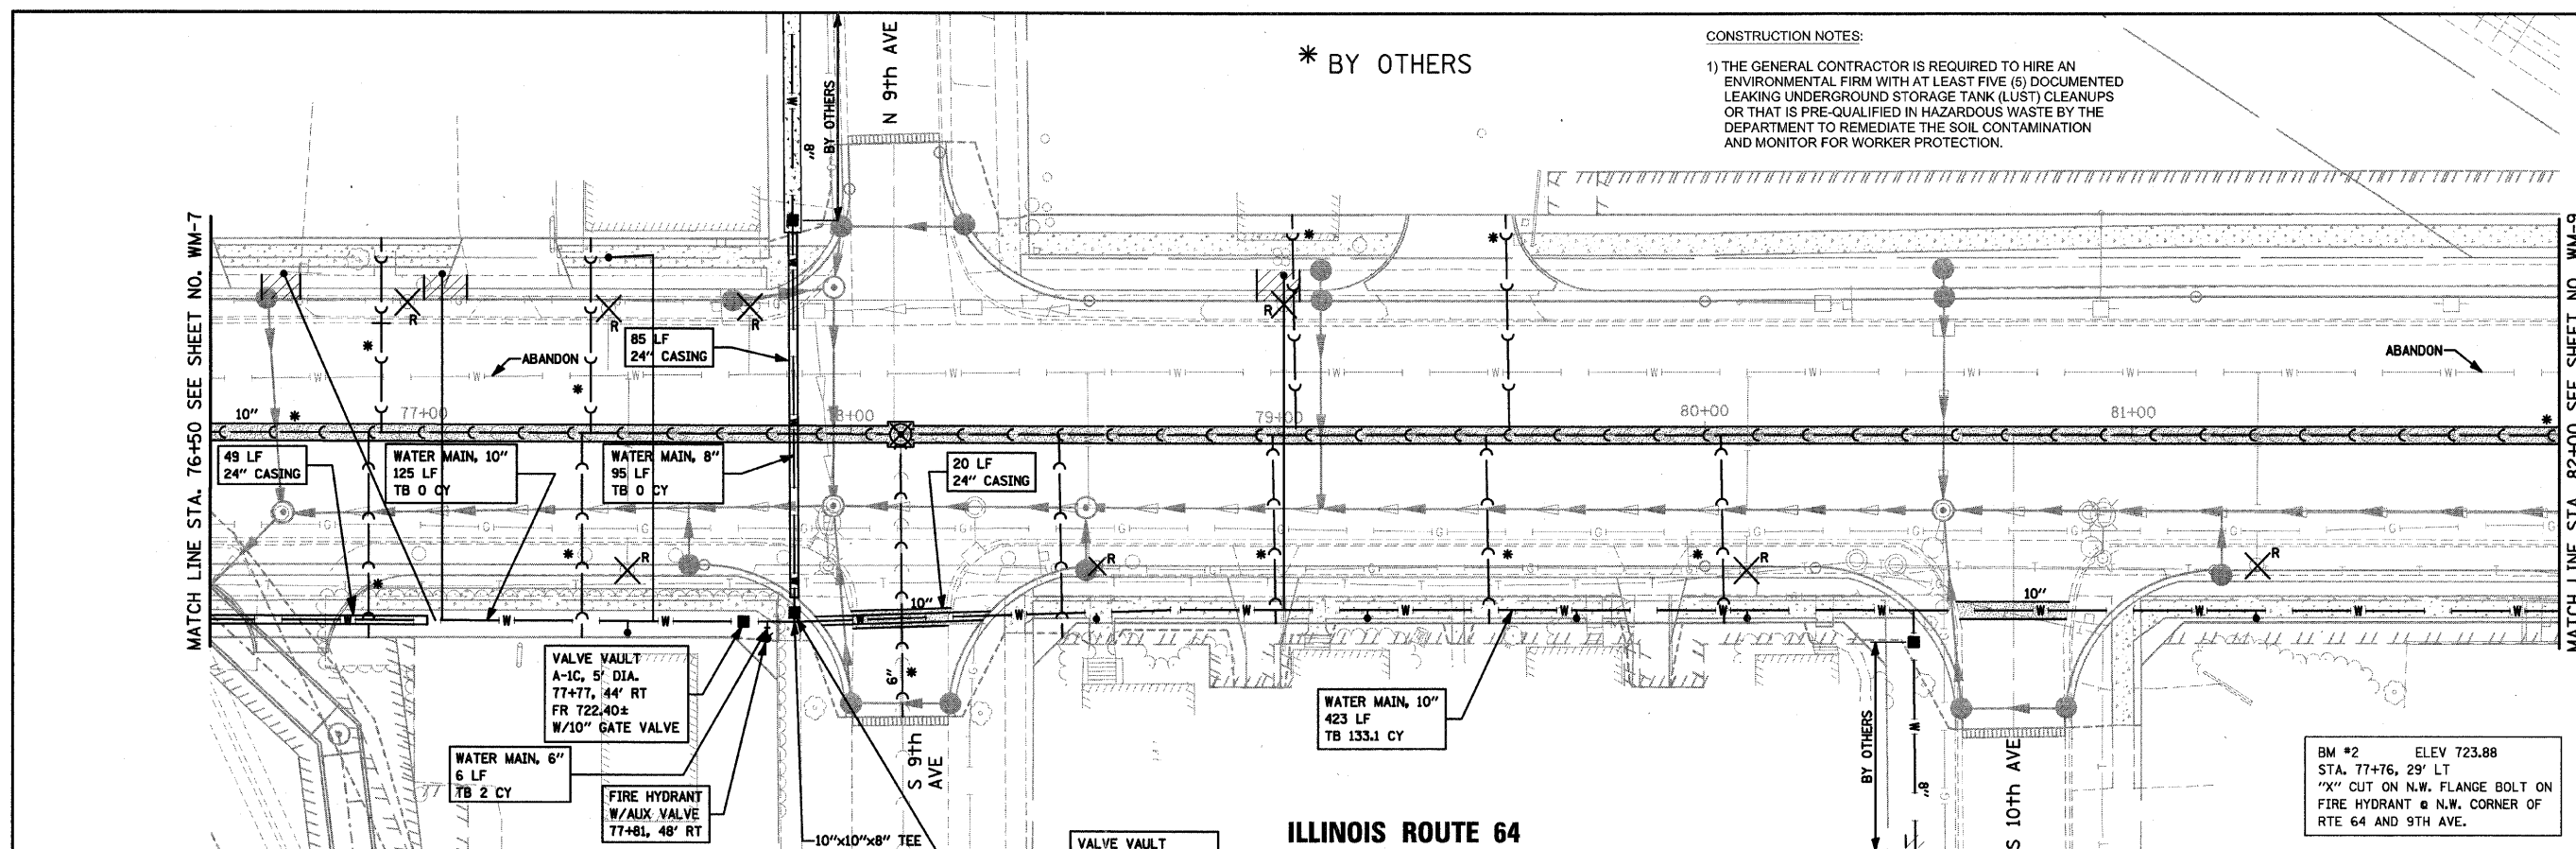 N 9th AVE
BY OTHERS
8"
* BY OTHERS
CONSTRUCTION NOTES:
1) THE GENERAL CONTRACTOR IS REQUIRED TO HIRE AN
ENVIRONMENTAL FIRM WITH AT LEAST FIVE (5) DOCUMENTED
LEAKING UNDERGROUND STORAGE TANK (LUST) CLEANUPS
OR THAT IS PRE-QUALIFIED IN HAZARDOUS WASTE BY THE
DEPARTMENT TO REMEDIATE THE SOIL CONTAMINATION
AND MONITOR FOR WORKER PROTECTION.
MATCH LINE STA. 76+50 SEE SHEET NO. WM-7
MATCH LINE STA. 82+00 SEE SHEET NO. WM-9
R
R
R
R
ABANDON
85 LF
24" CASING
ABANDON
10"
*
77+00
78+00
79+00
80+00
81+00
49 LF
24" CASING
WATER MAIN, 10"
125 LF
TB 0 CY
WATER MAIN, 8"
95 LF
TB 0 CY
20 LF
24" CASING
R
R
R
R
10"
10"
VALVE VAULT
A-1C, 5' DIA.
77+77, 44' RT
FR 722.40±
W/10" GATE VALVE
6"
*
WATER MAIN, 10"
423 LF
TB 133.1 CY
WATER MAIN, 6"
6 LF
TB 2 CY
FIRE HYDRANT
W/AUX VALVE
77+81, 48' RT
S 9th
AVE
BY OTHERS
8"
S 10th AVE
BM #2 ELEV 723.88
STA. 77+76, 29' LT
"X" CUT ON N.W. FLANGE BOLT ON
FIRE HYDRANT @ N.W. CORNER OF
RTE 64 AND 9TH AVE.
10"x10"x8" TEE
VALVE VAULT
ILLINOIS ROUTE 64